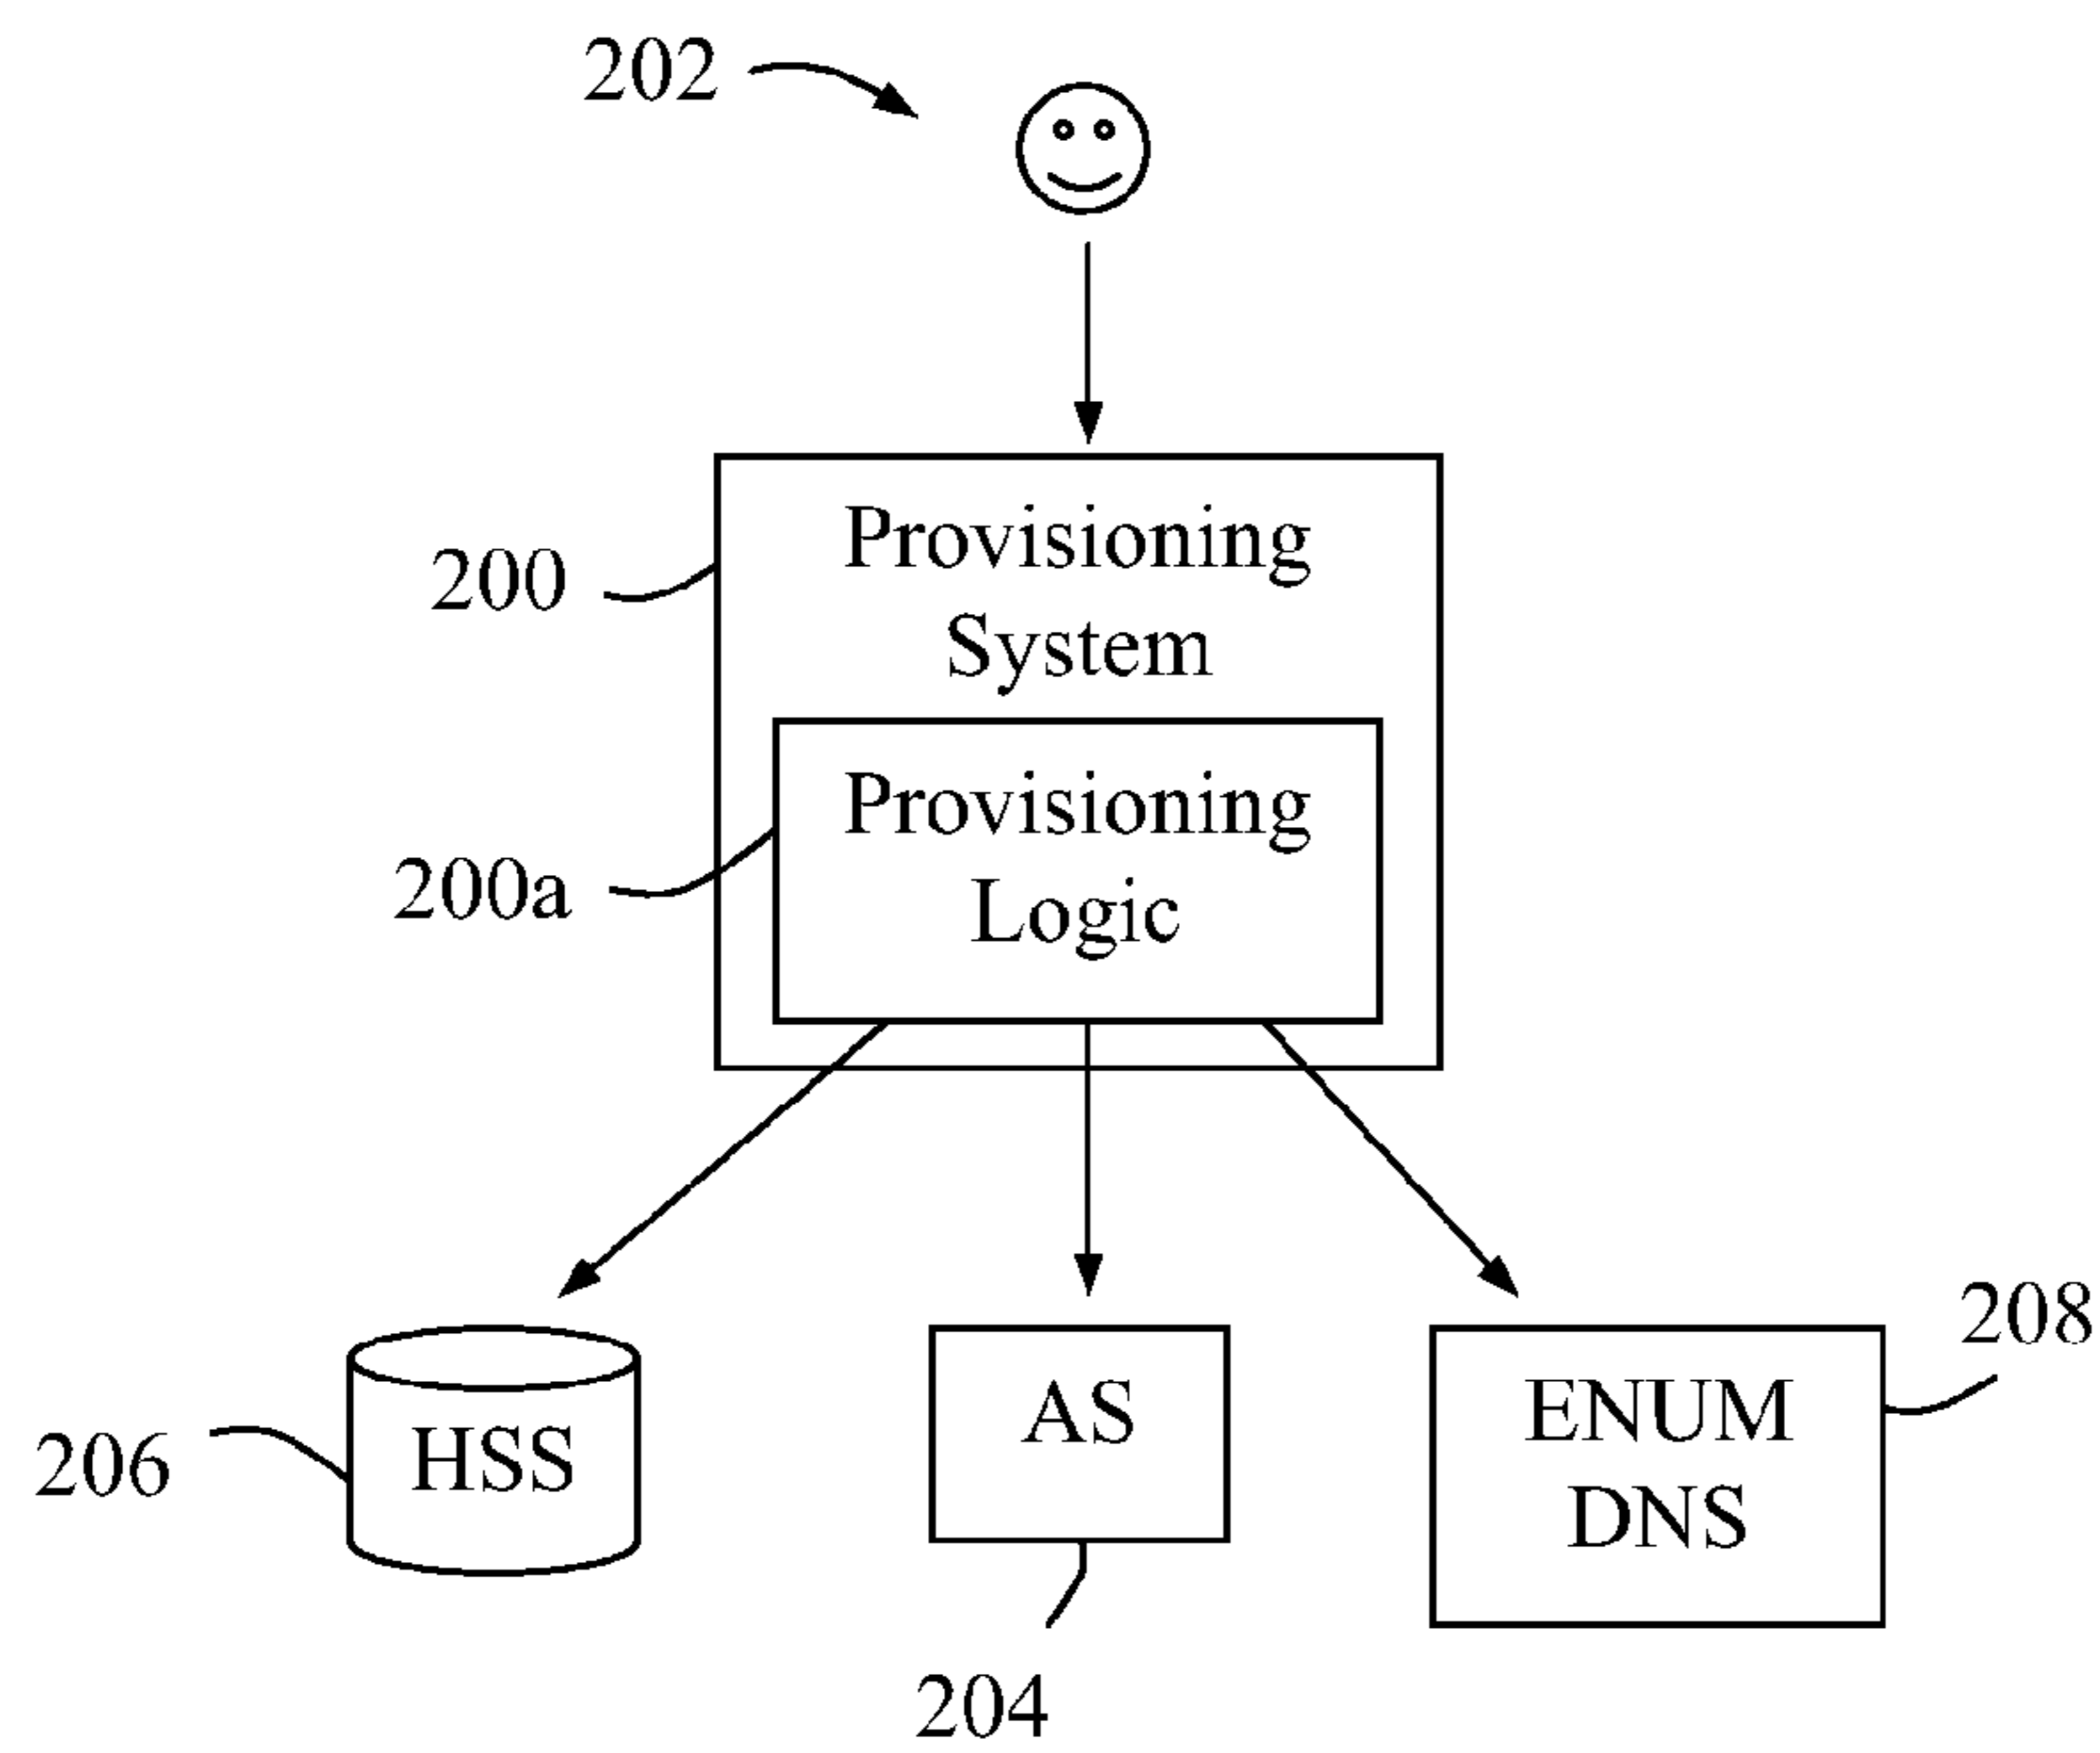 202
200
Provisioning
System
200a
Provisioning
Logic
206
HSS
AS
204
ENUM
DNS
208